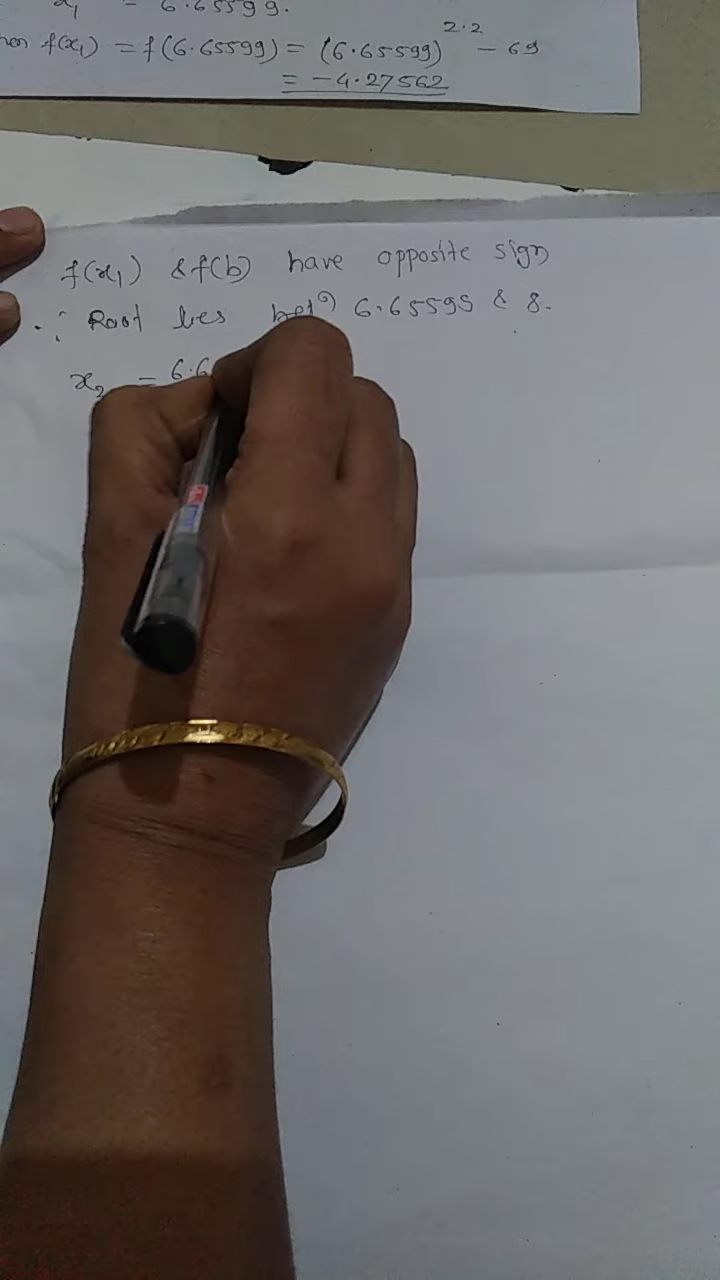 x₁ = 6.65599.
f(x₁) = f(6.65599) = (6.65599)^2.2 - 69
= -4.27562
f(x₁) & f(b) have opposite sign
∴ Root lies betⁿ 6.65599 & 8.
x₂ = 6.6